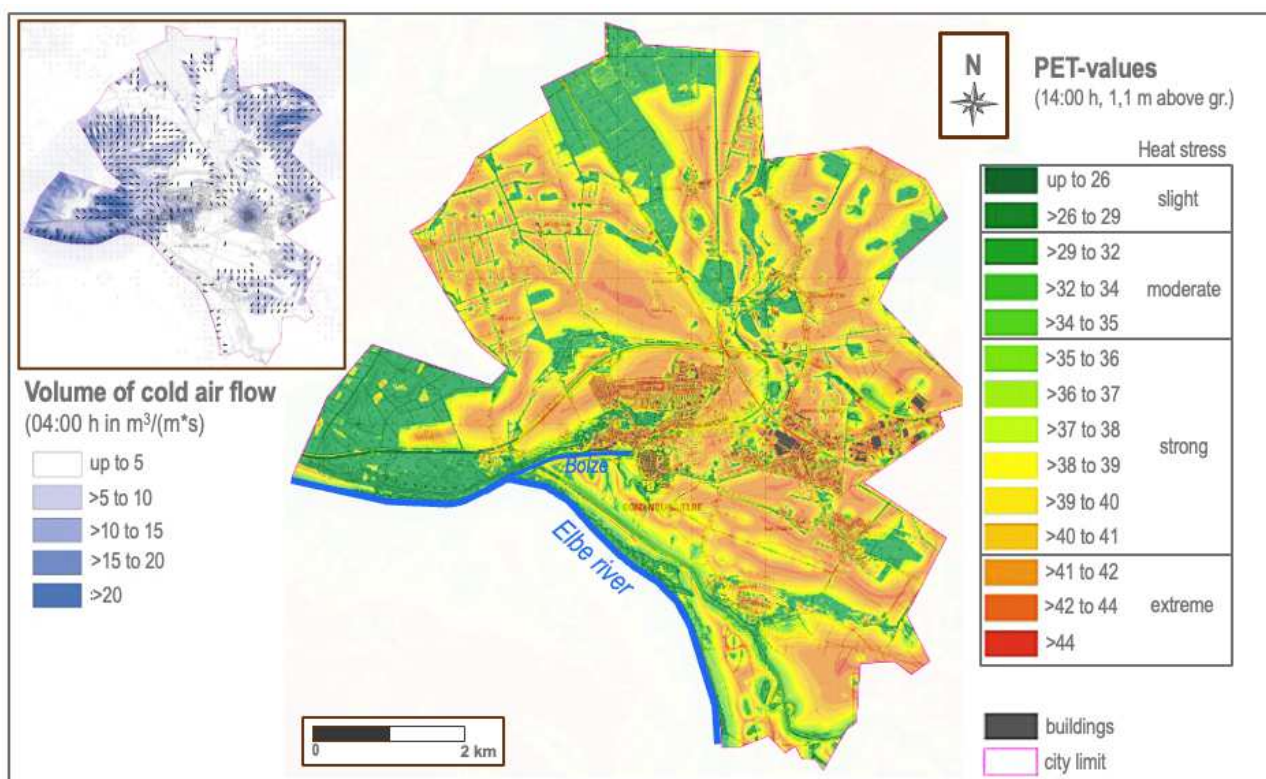 N
PET-values
(14:00 h, 1,1 m above gr.)
Heat stress
up to 26
>26 to 29
slight
>29 to 32
>32 to 34
>34 to 35
moderate
>35 to 36
>36 to 37
>37 to 38
>38 to 39
>39 to 40
>40 to 41
strong
>41 to 42
>42 to 44
>44
extreme
buildings
city limit
Volume of cold air flow
(04:00 h in m³/(m*s)
up to 5
>5 to 10
>10 to 15
>15 to 20
>20
Bolze
Elbe river
0 2 km